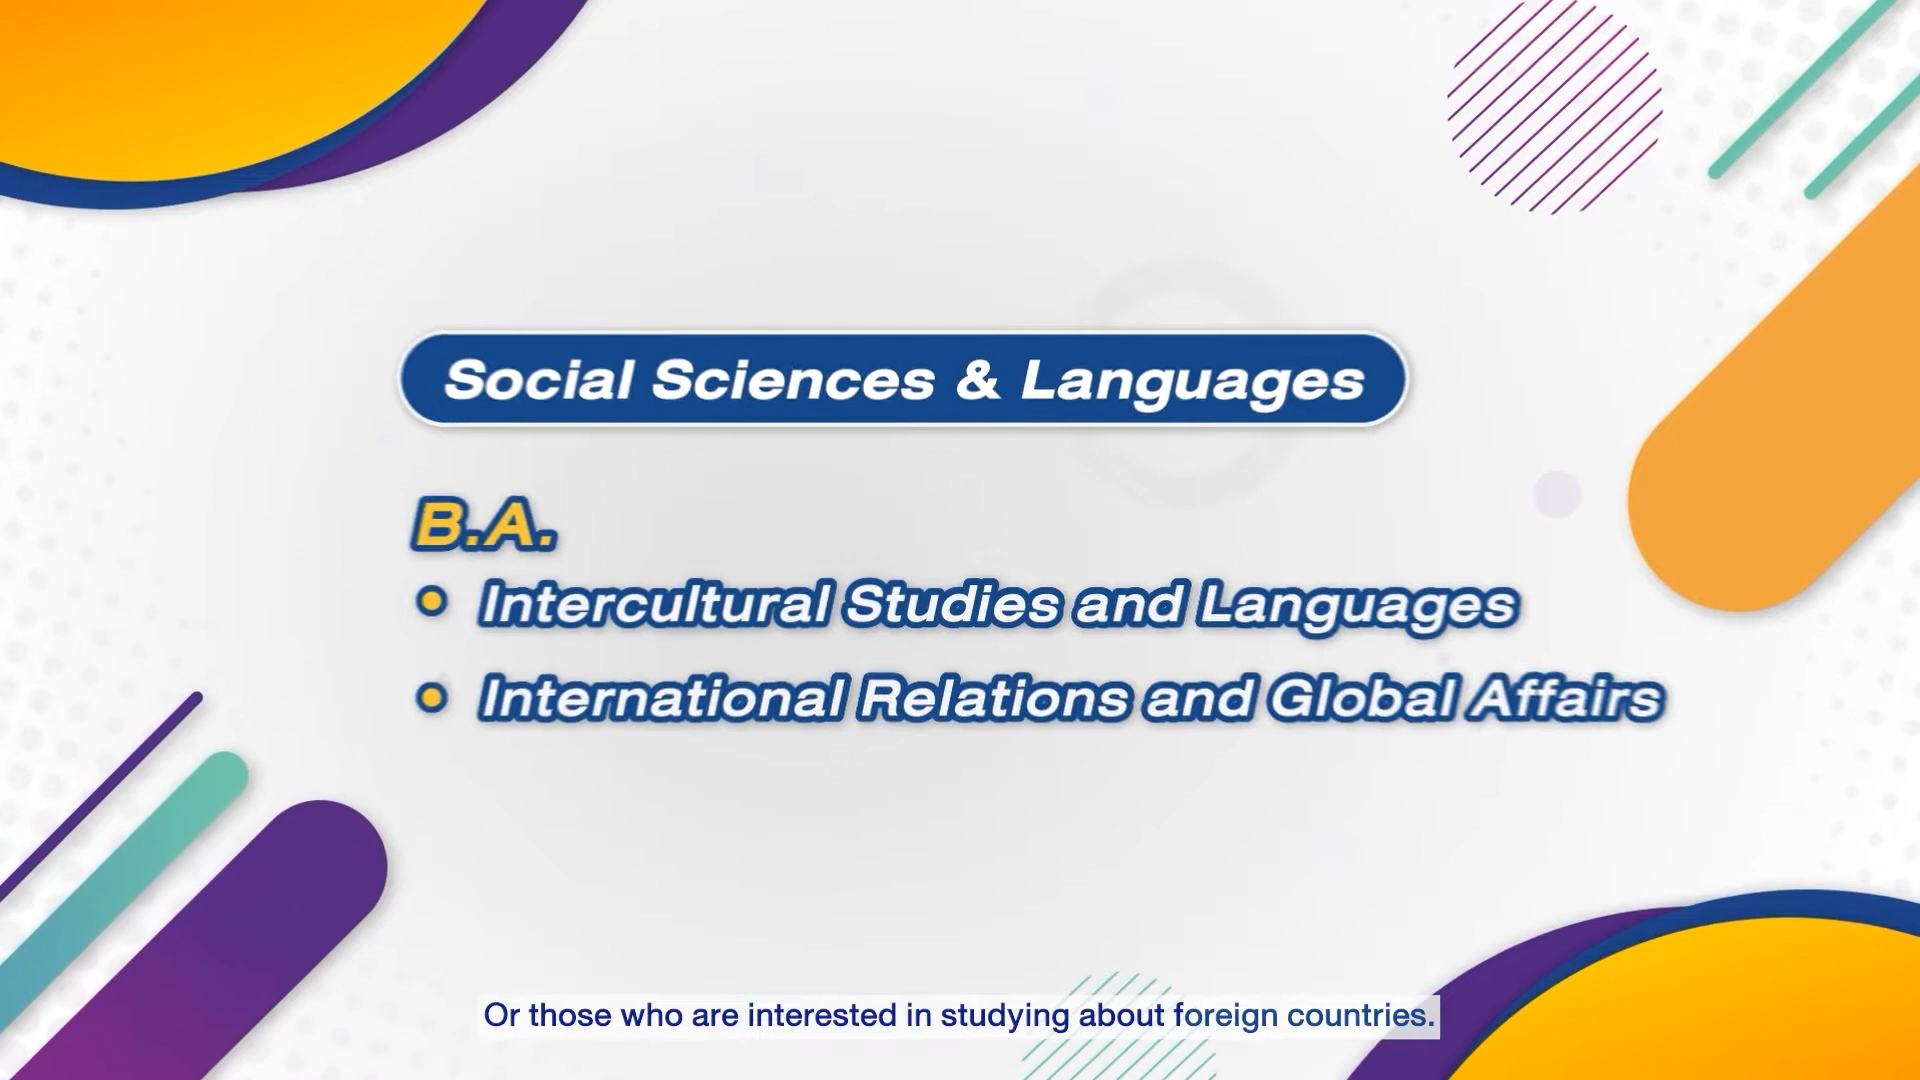 Social Sciences & Languages
B.A.
Intercultural Studies and Languages
International Relations and Global Affairs
Or those who are interested in studying about foreign countries.